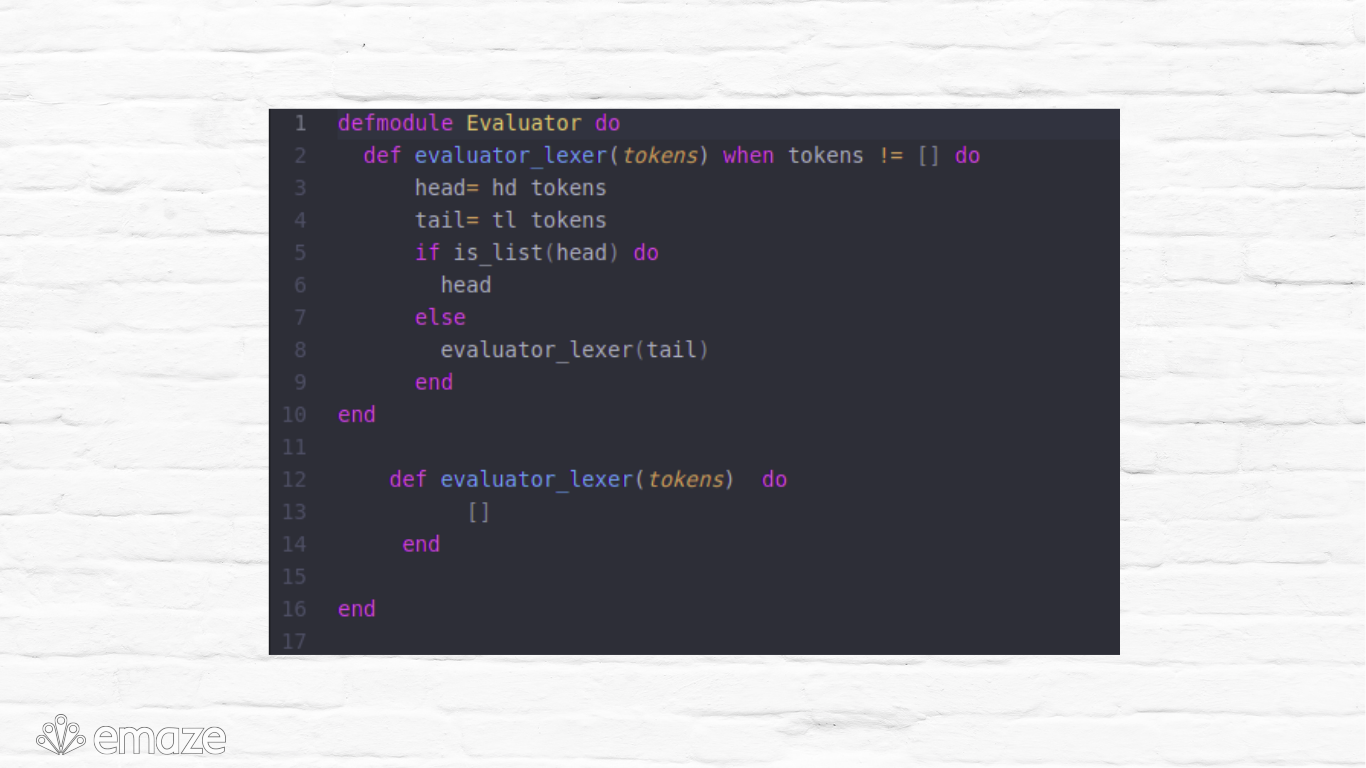 1 defmodule Evaluator do
2 def evaluator_lexer(tokens) when tokens != [] do
3 head= hd tokens
4 tail= tl tokens
5 if is_list(head) do
6 head
7 else
8 evaluator_lexer(tail)
9 end
10 end
11
12 def evaluator_lexer(tokens)  do
13 []
14 end
15
16 end
17
emaze